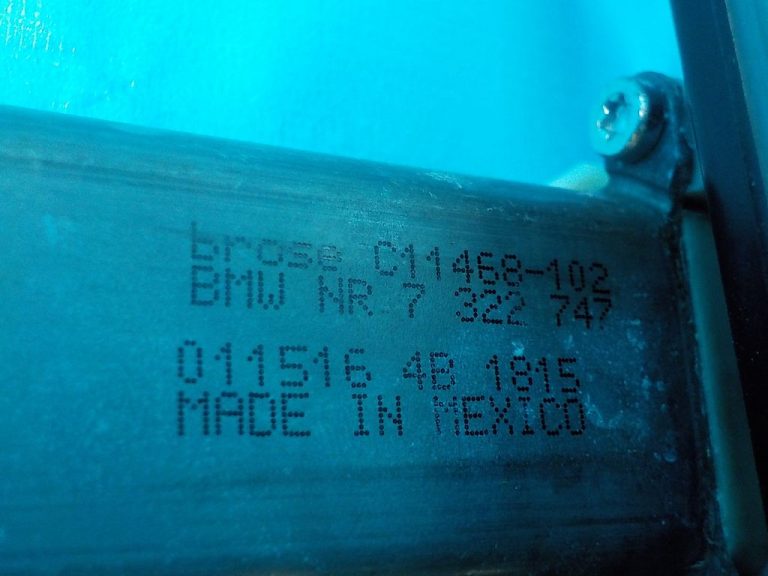 brose C11468-102
BMW NR 7 322 747
011516 4B 1815
MADE IN MEXICO